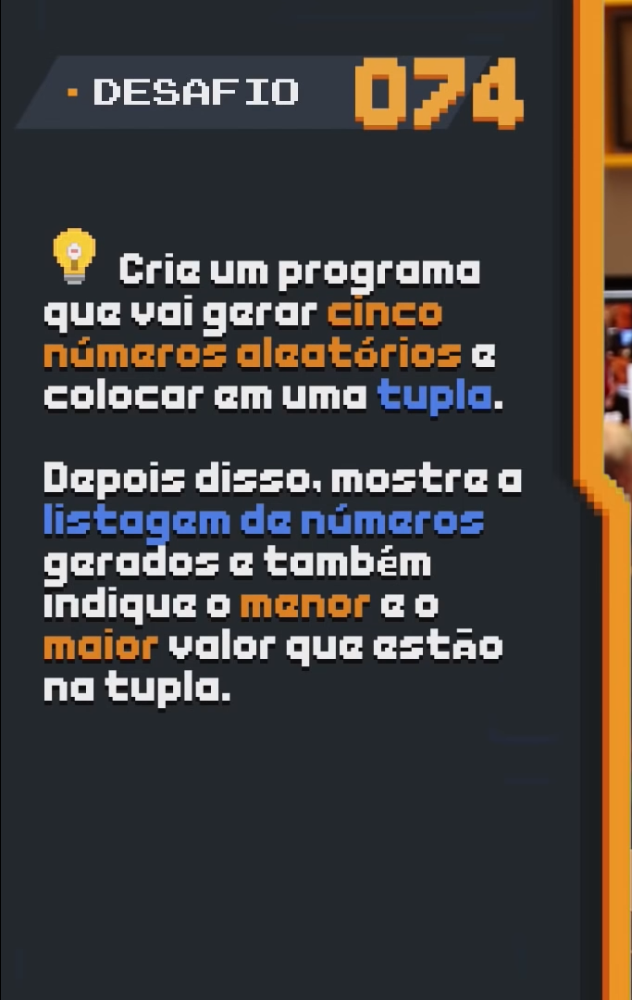 DESAFIO 074
Crie um programa
que vai gerar cinco
números aleatórios e
colocar em uma tupla.
Depois disso, mostre a
listagem de números
gerados e também
indique o menor e o
maior valor que estão
na tupla.